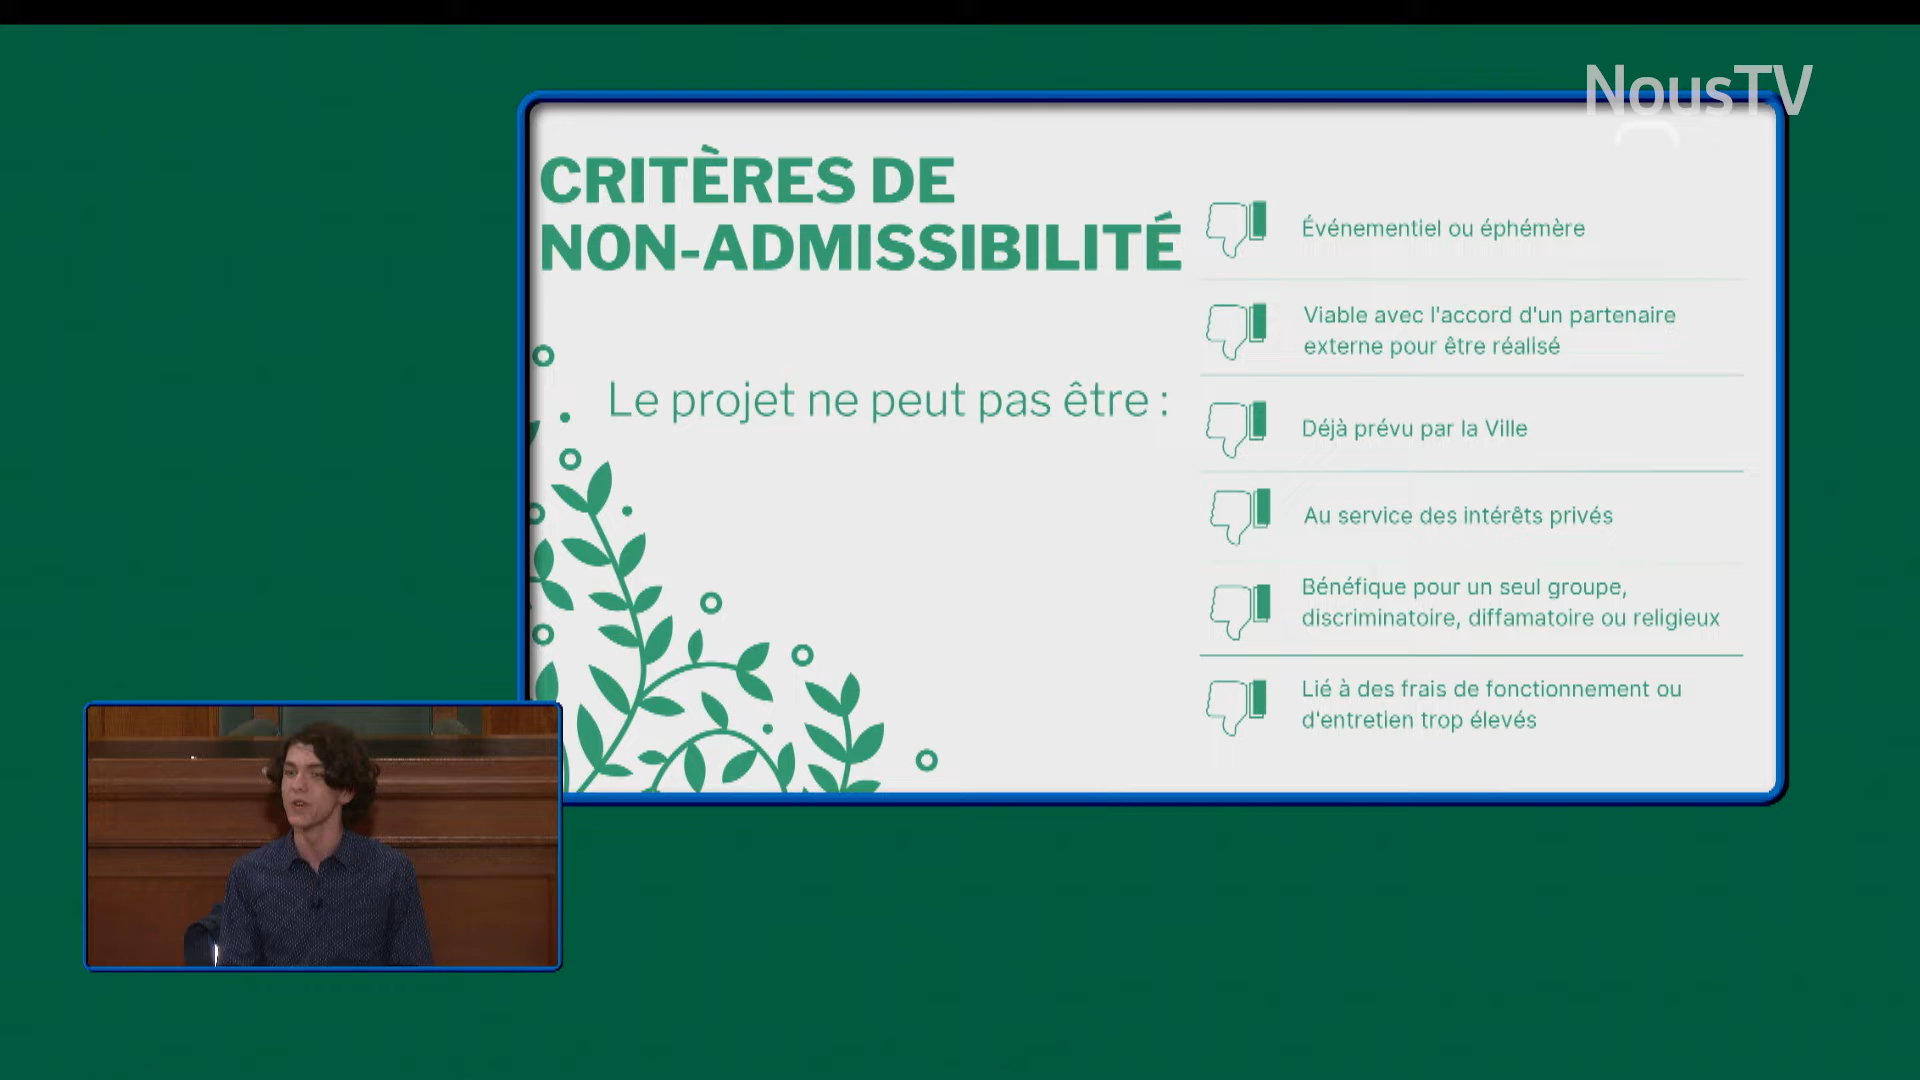 NousTV
CRITÈRES DE
NON-ADMISSIBILITÉ
Le projet ne peut pas être :
Événementiel ou éphémère
Viable avec l'accord d'un partenaire
externe pour être réalisé
Déjà prévu par la Ville
Au service des intérêts privés
Bénéfique pour un seul groupe,
discriminatoire, diffamatoire ou religieux
Lié à des frais de fonctionnement ou
d'entretien trop élevés